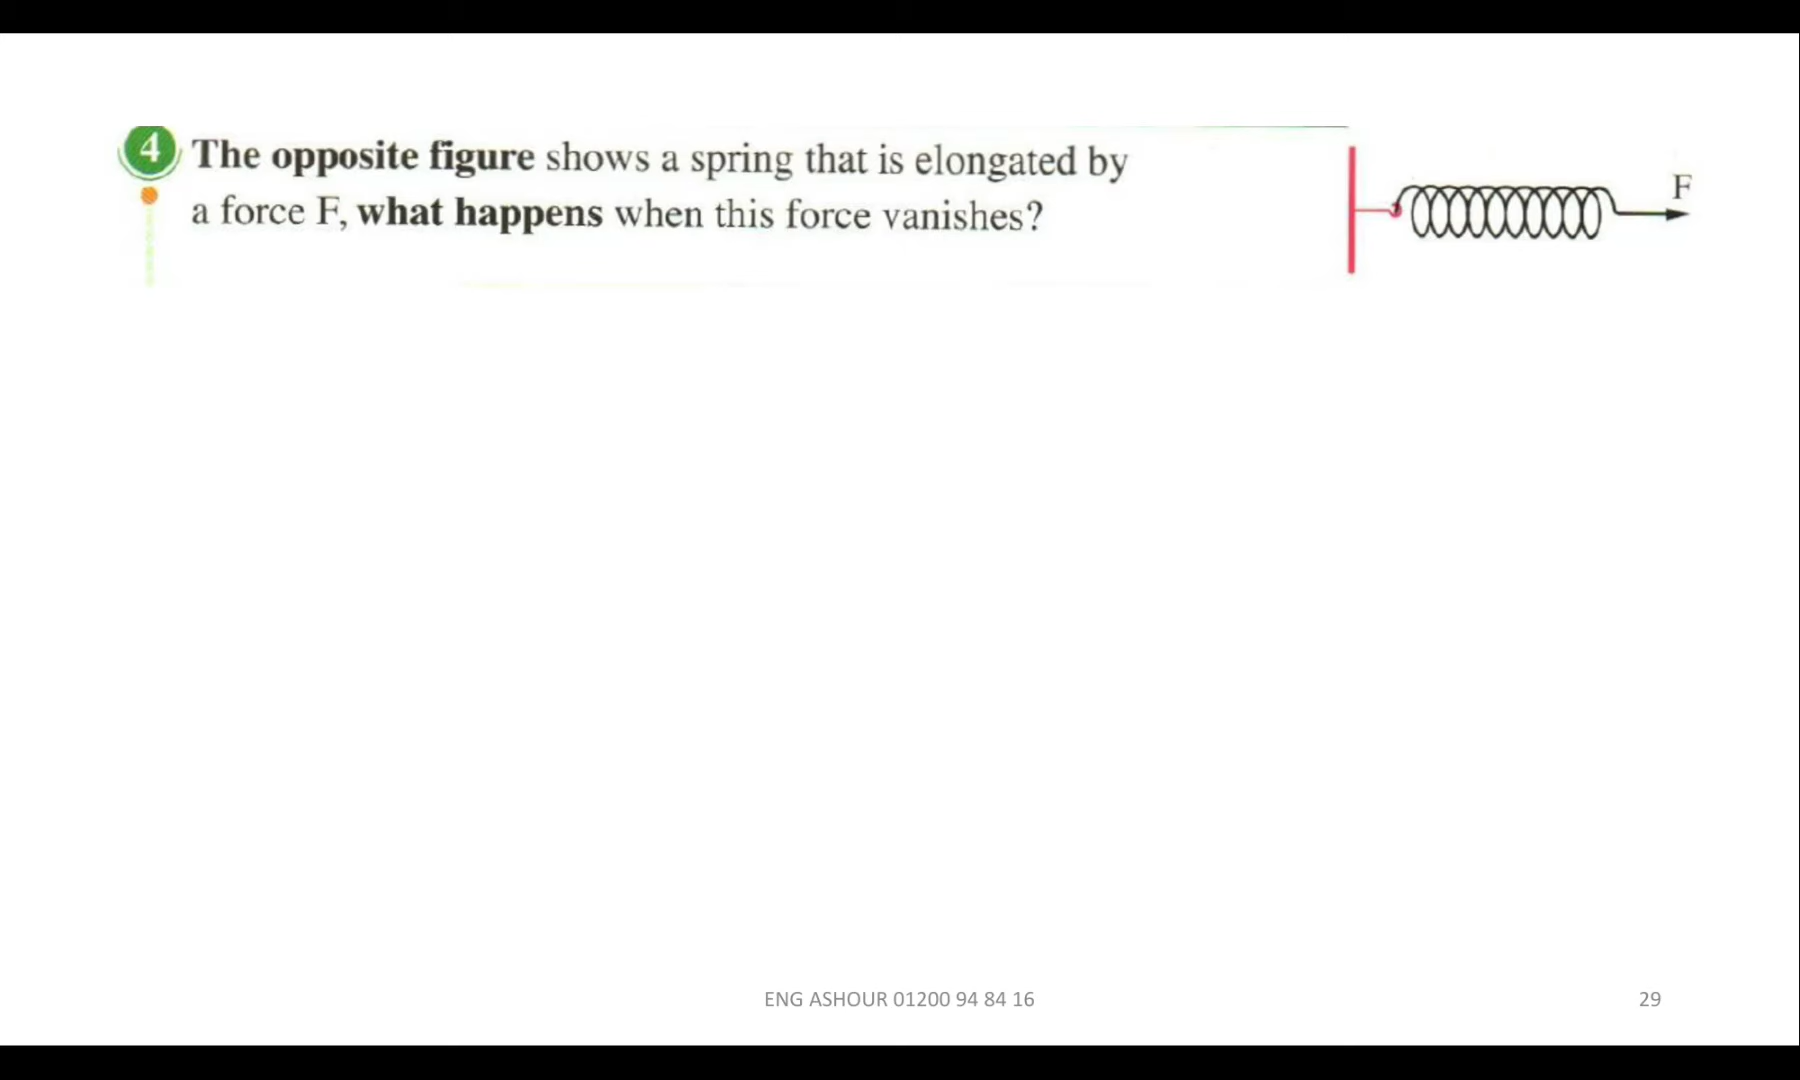 4 The opposite figure shows a spring that is elongated by
a force F, what happens when this force vanishes?
F
ENG ASHOUR 01200 94 84 16
29